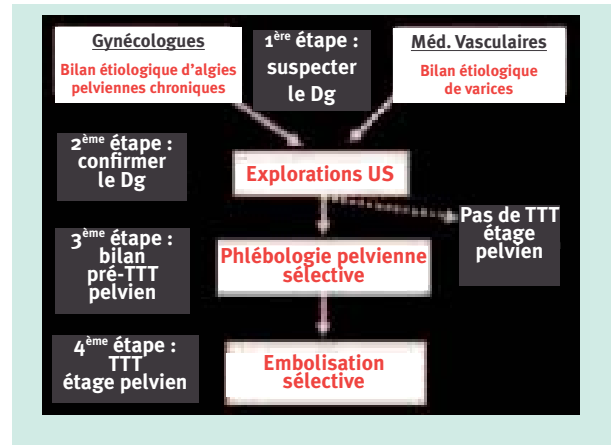 Gynécologues
Bilan étiologique d'algies
pelviennes chroniques
1ère étape :
suspecter
le Dg
Méd. Vasculaires
Bilan étiologique
de varices
2ème étape :
confirmer
le Dg
Explorations US
Pas de TTT
étage
pelvien
3ème étape :
bilan
pré-TTT
pelvien
Phlébologie pelvienne
sélective
4ème étape :
TTT
étage pelvien
Embolisation
sélective